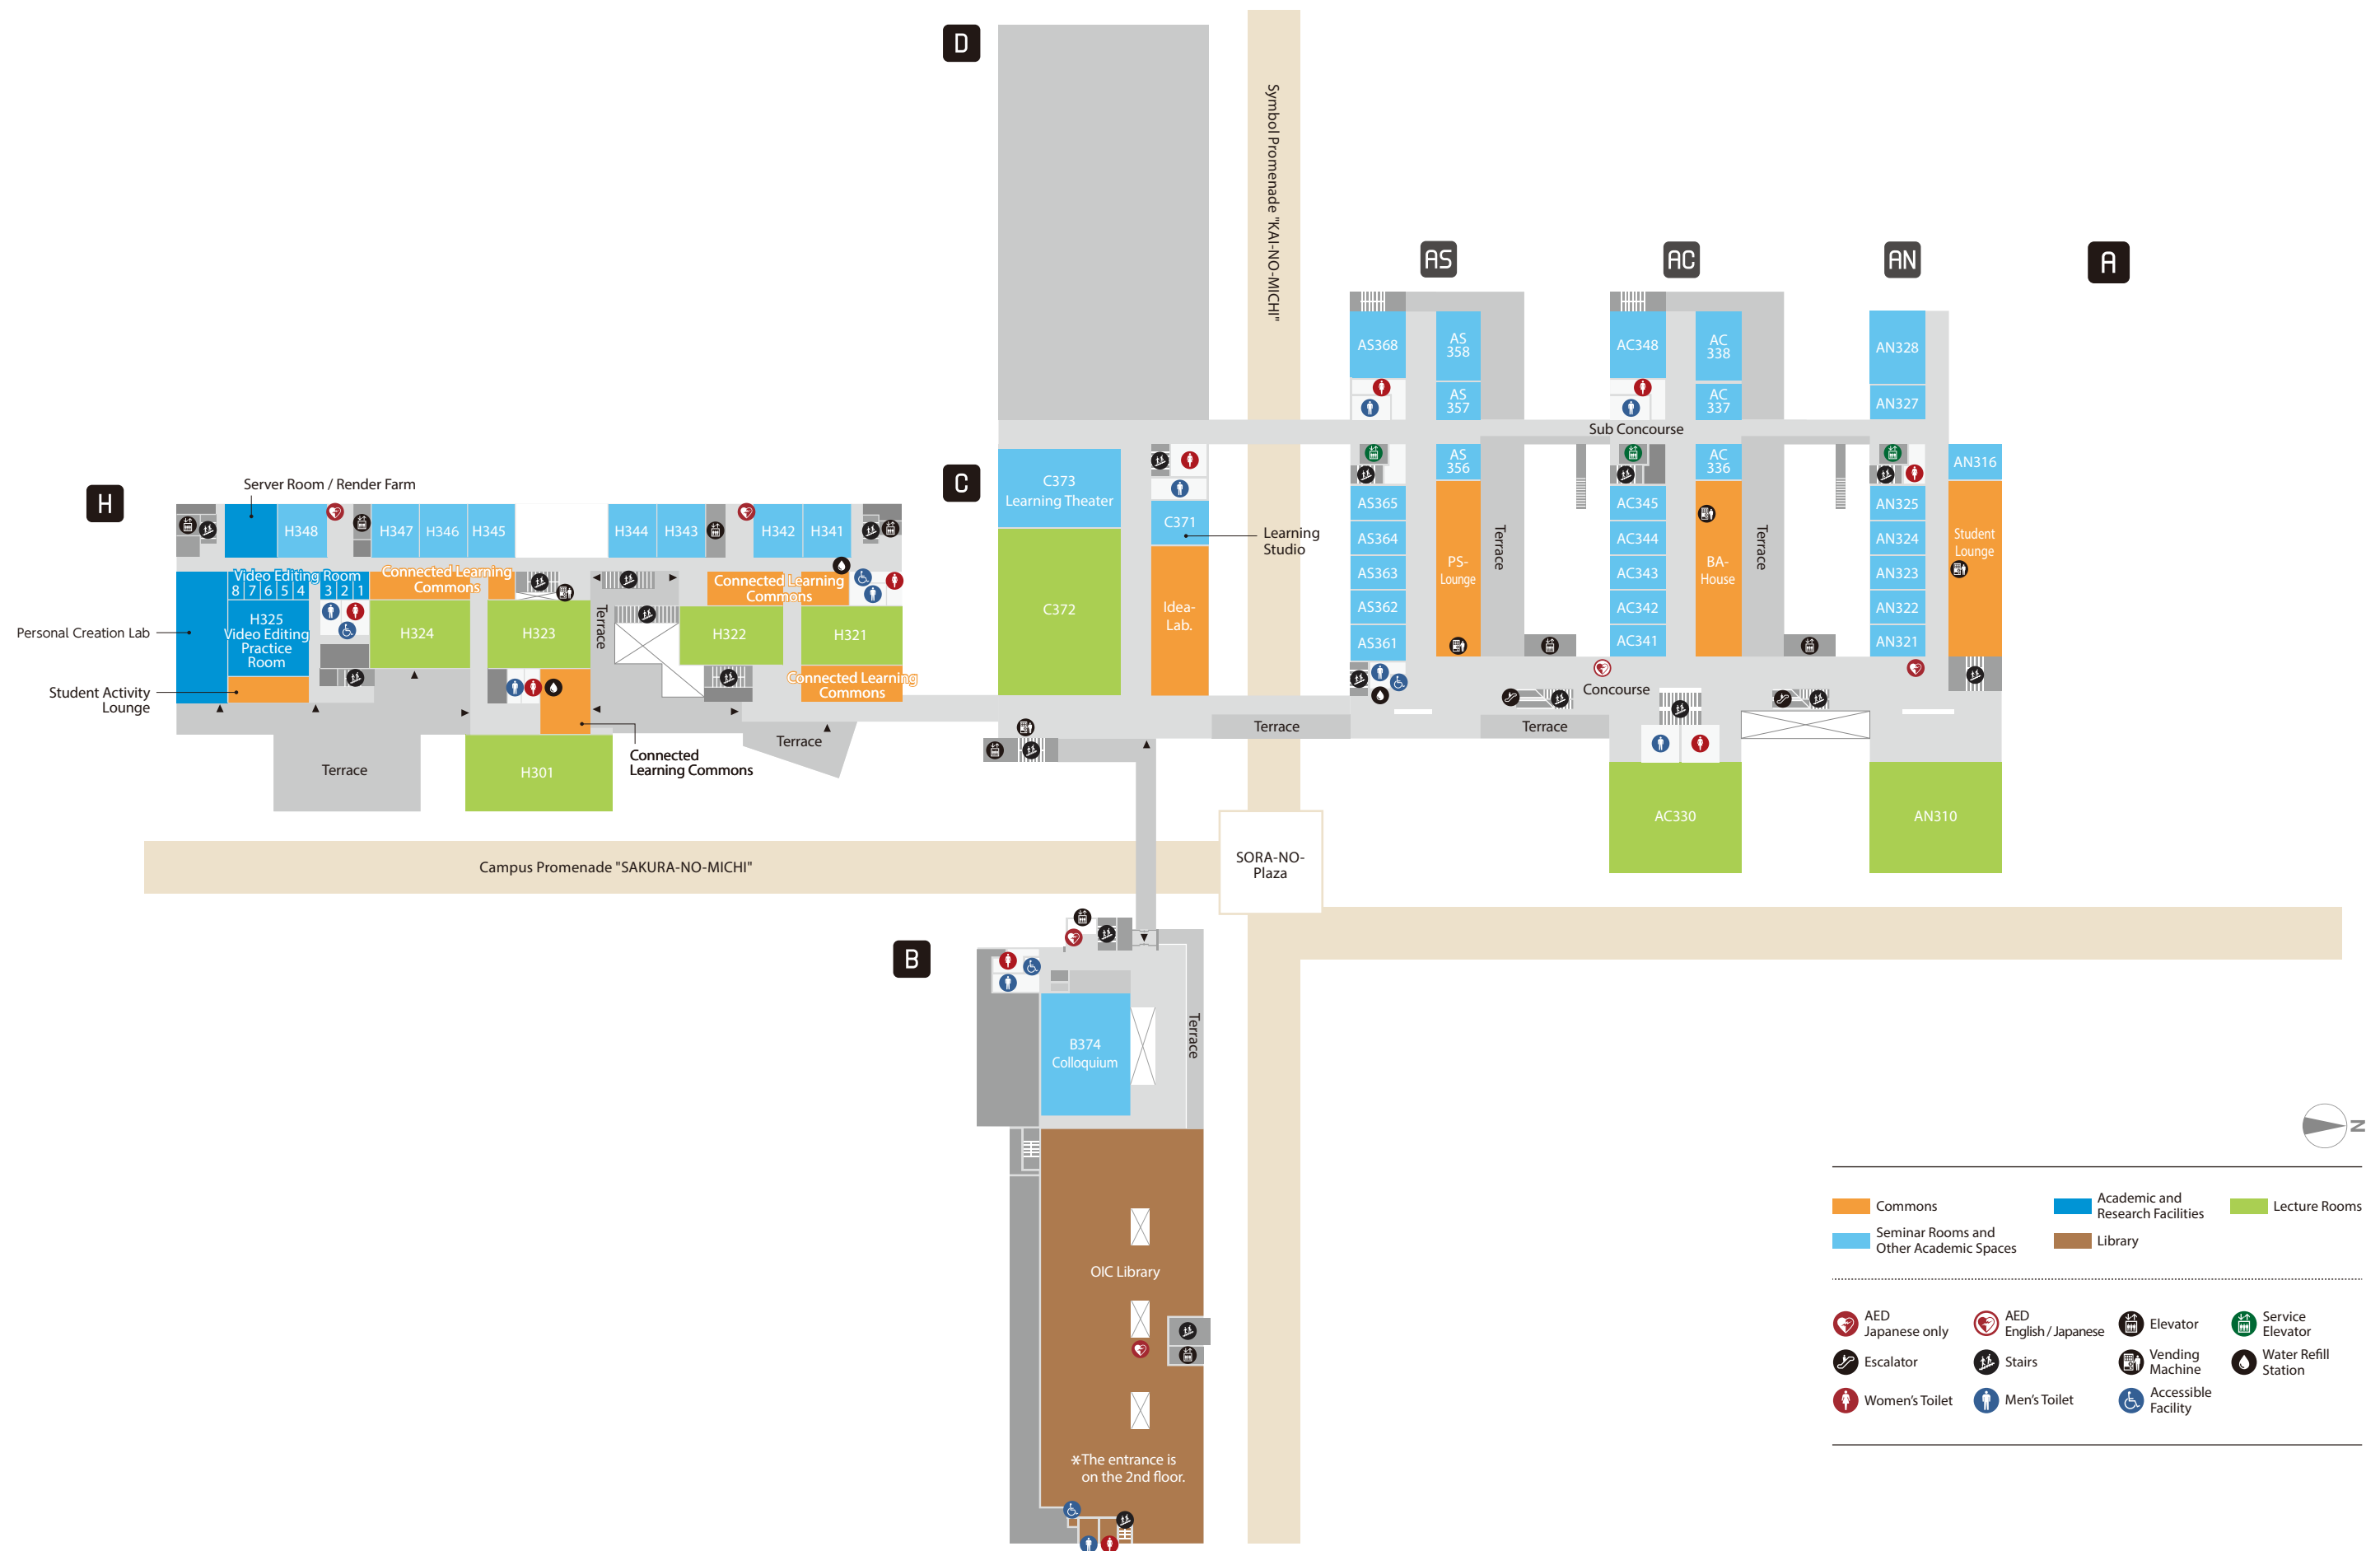 D
Symbol Promenade "KAI-NO-MICHI"
AS
AC
AN
A
AS368
AS
358
AS
357
AC348
AC
338
AC
337
AN328
AN327
Sub Concourse
AS
356
AC
336
AN316
C
C373
Learning Theater
C371
Learning
Studio
C372
Idea-
Lab.
AS365
AS364
AS363
AS362
AS361
PS-
Lounge
Terrace
AC345
AC344
AC343
AC342
AC341
BA-
House
Terrace
AN325
AN324
AN323
AN322
AN321
Student
Lounge
Concourse
Terrace
Terrace
AC330
AN310
H
Server Room / Render Farm
H348
H347
H346
H345
H344
H343
H342
H341
Video Editing Room
8 7 6 5 4 3 2 1
Connected Learning
Commons
Connected Learning
Commons
H325
Video Editing
Practice
Room
Personal Creation Lab
H324
H323
Terrace
H322
H321
Student Activity
Lounge
Connected Learning
Commons
Terrace
H301
Connected
Learning Commons
Terrace
Campus Promenade "SAKURA-NO-MICHI"
SORA-NO-
Plaza
B
B374
Colloquium
Terrace
OIC Library
*The entrance is
on the 2nd floor.
N
Commons
Academic and
Research Facilities
Lecture Rooms
Seminar Rooms and
Other Academic Spaces
Library
AED
Japanese only
AED
English / Japanese
Elevator
Service
Elevator
Escalator
Stairs
Vending
Machine
Water Refill
Station
Women's Toilet
Men's Toilet
Accessible
Facility